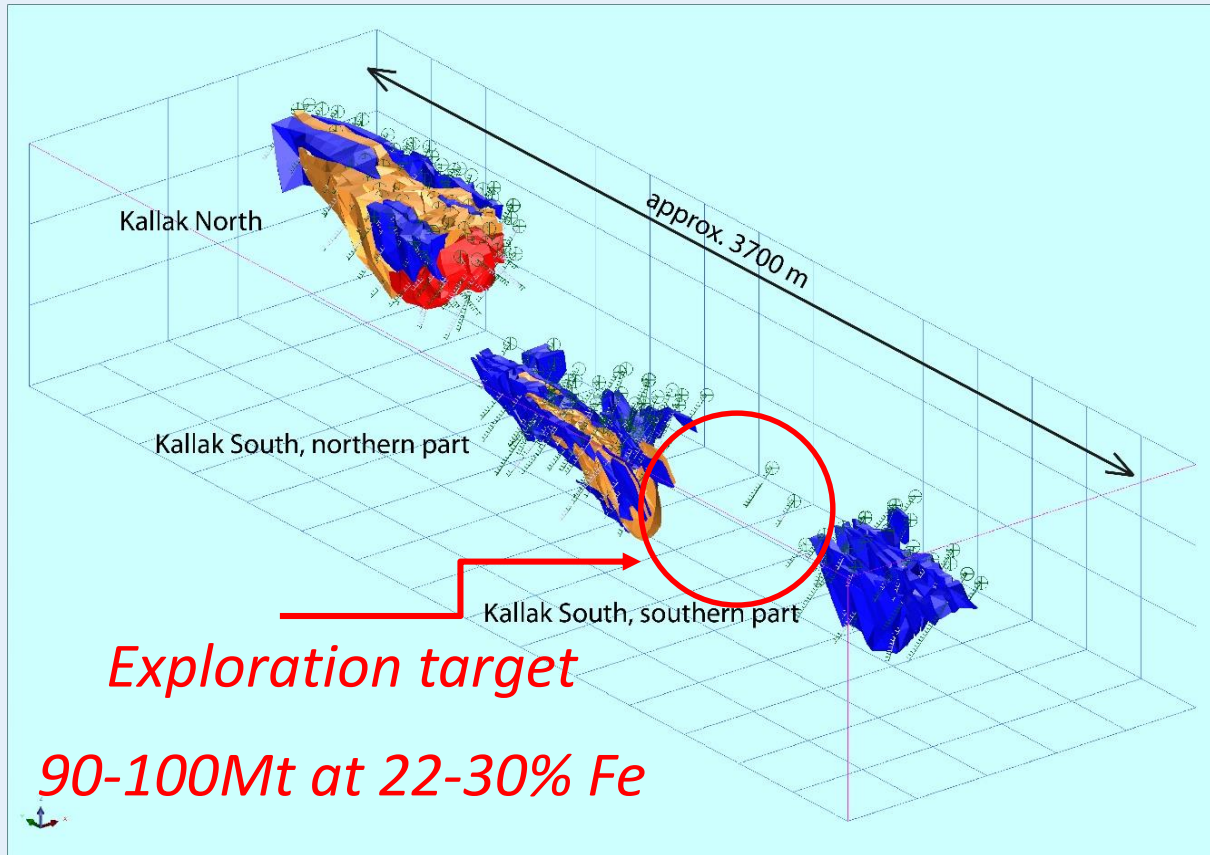 Kallak North
approx. 3700 m
Kallak South, northern part
Kallak South, southern part
Exploration target
90-100Mt at 22-30% Fe